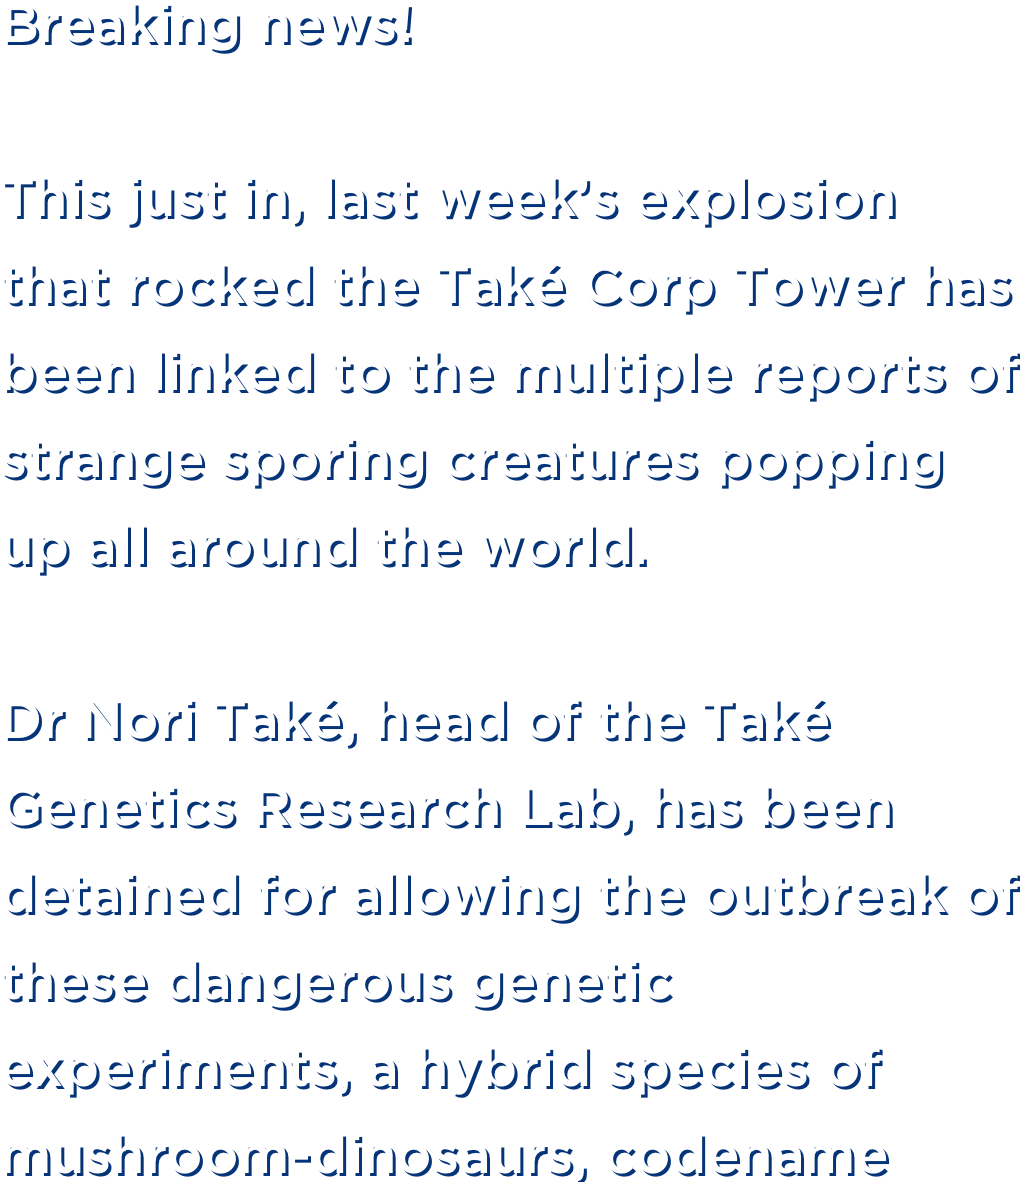 Breaking news!
This just in, last week’s explosion
that rocked the Také Corp Tower has
been linked to the multiple reports of
strange sporing creatures popping
up all around the world.
Dr Nori Také, head of the Také
Genetics Research Lab, has been
detained for allowing the outbreak of
these dangerous genetic
experiments, a hybrid species of
mushroom-dinosaurs, codename